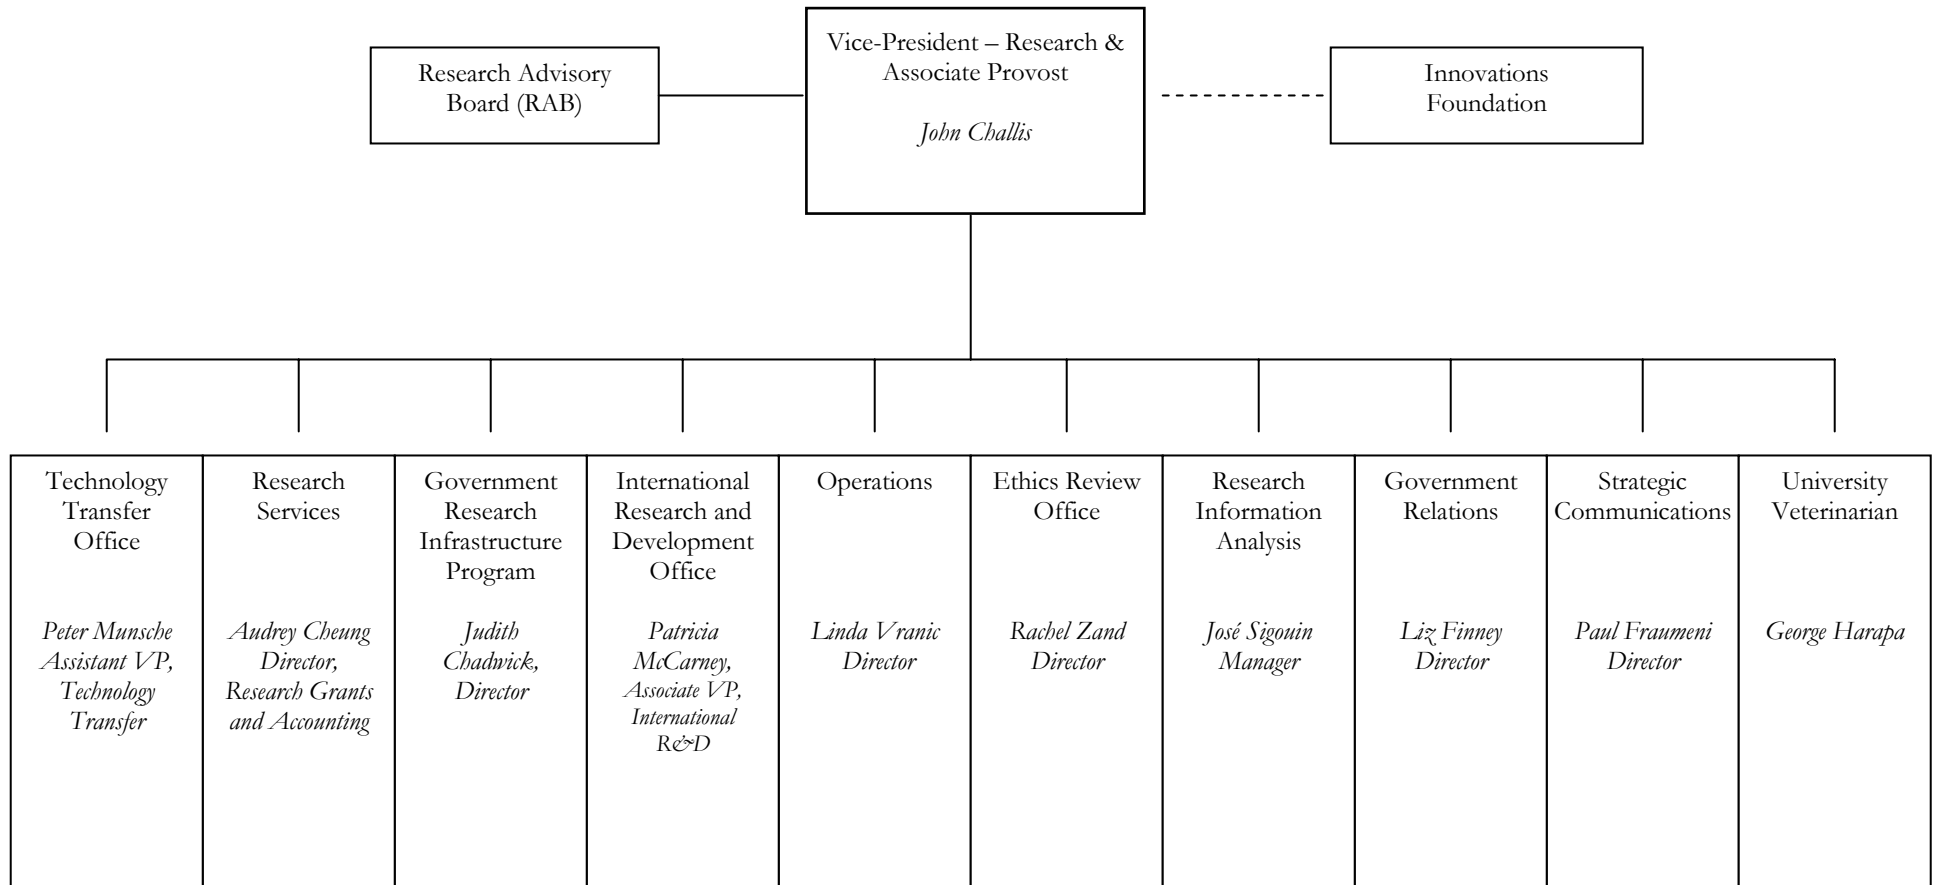 Research Advisory
Board (RAB)
Vice-President – Research &
Associate Provost
John Challis
Innovations
Foundation
Technology
Transfer
Office
Peter Munsche
Assistant VP,
Technology
Transfer
Research
Services
Audrey Cheung
Director,
Research Grants
and Accounting
Government
Research
Infrastructure
Program
Judith
Chadwick,
Director
International
Research and
Development
Office
Patricia
McCarney,
Associate VP,
International
R&D
Operations
Linda Vranic
Director
Ethics Review
Office
Rachel Zand
Director
Research
Information
Analysis
José Sigouin
Manager
Government
Relations
Liz Finney
Director
Strategic
Communications
Paul Fraumeni
Director
University
Veterinarian
George Harapa